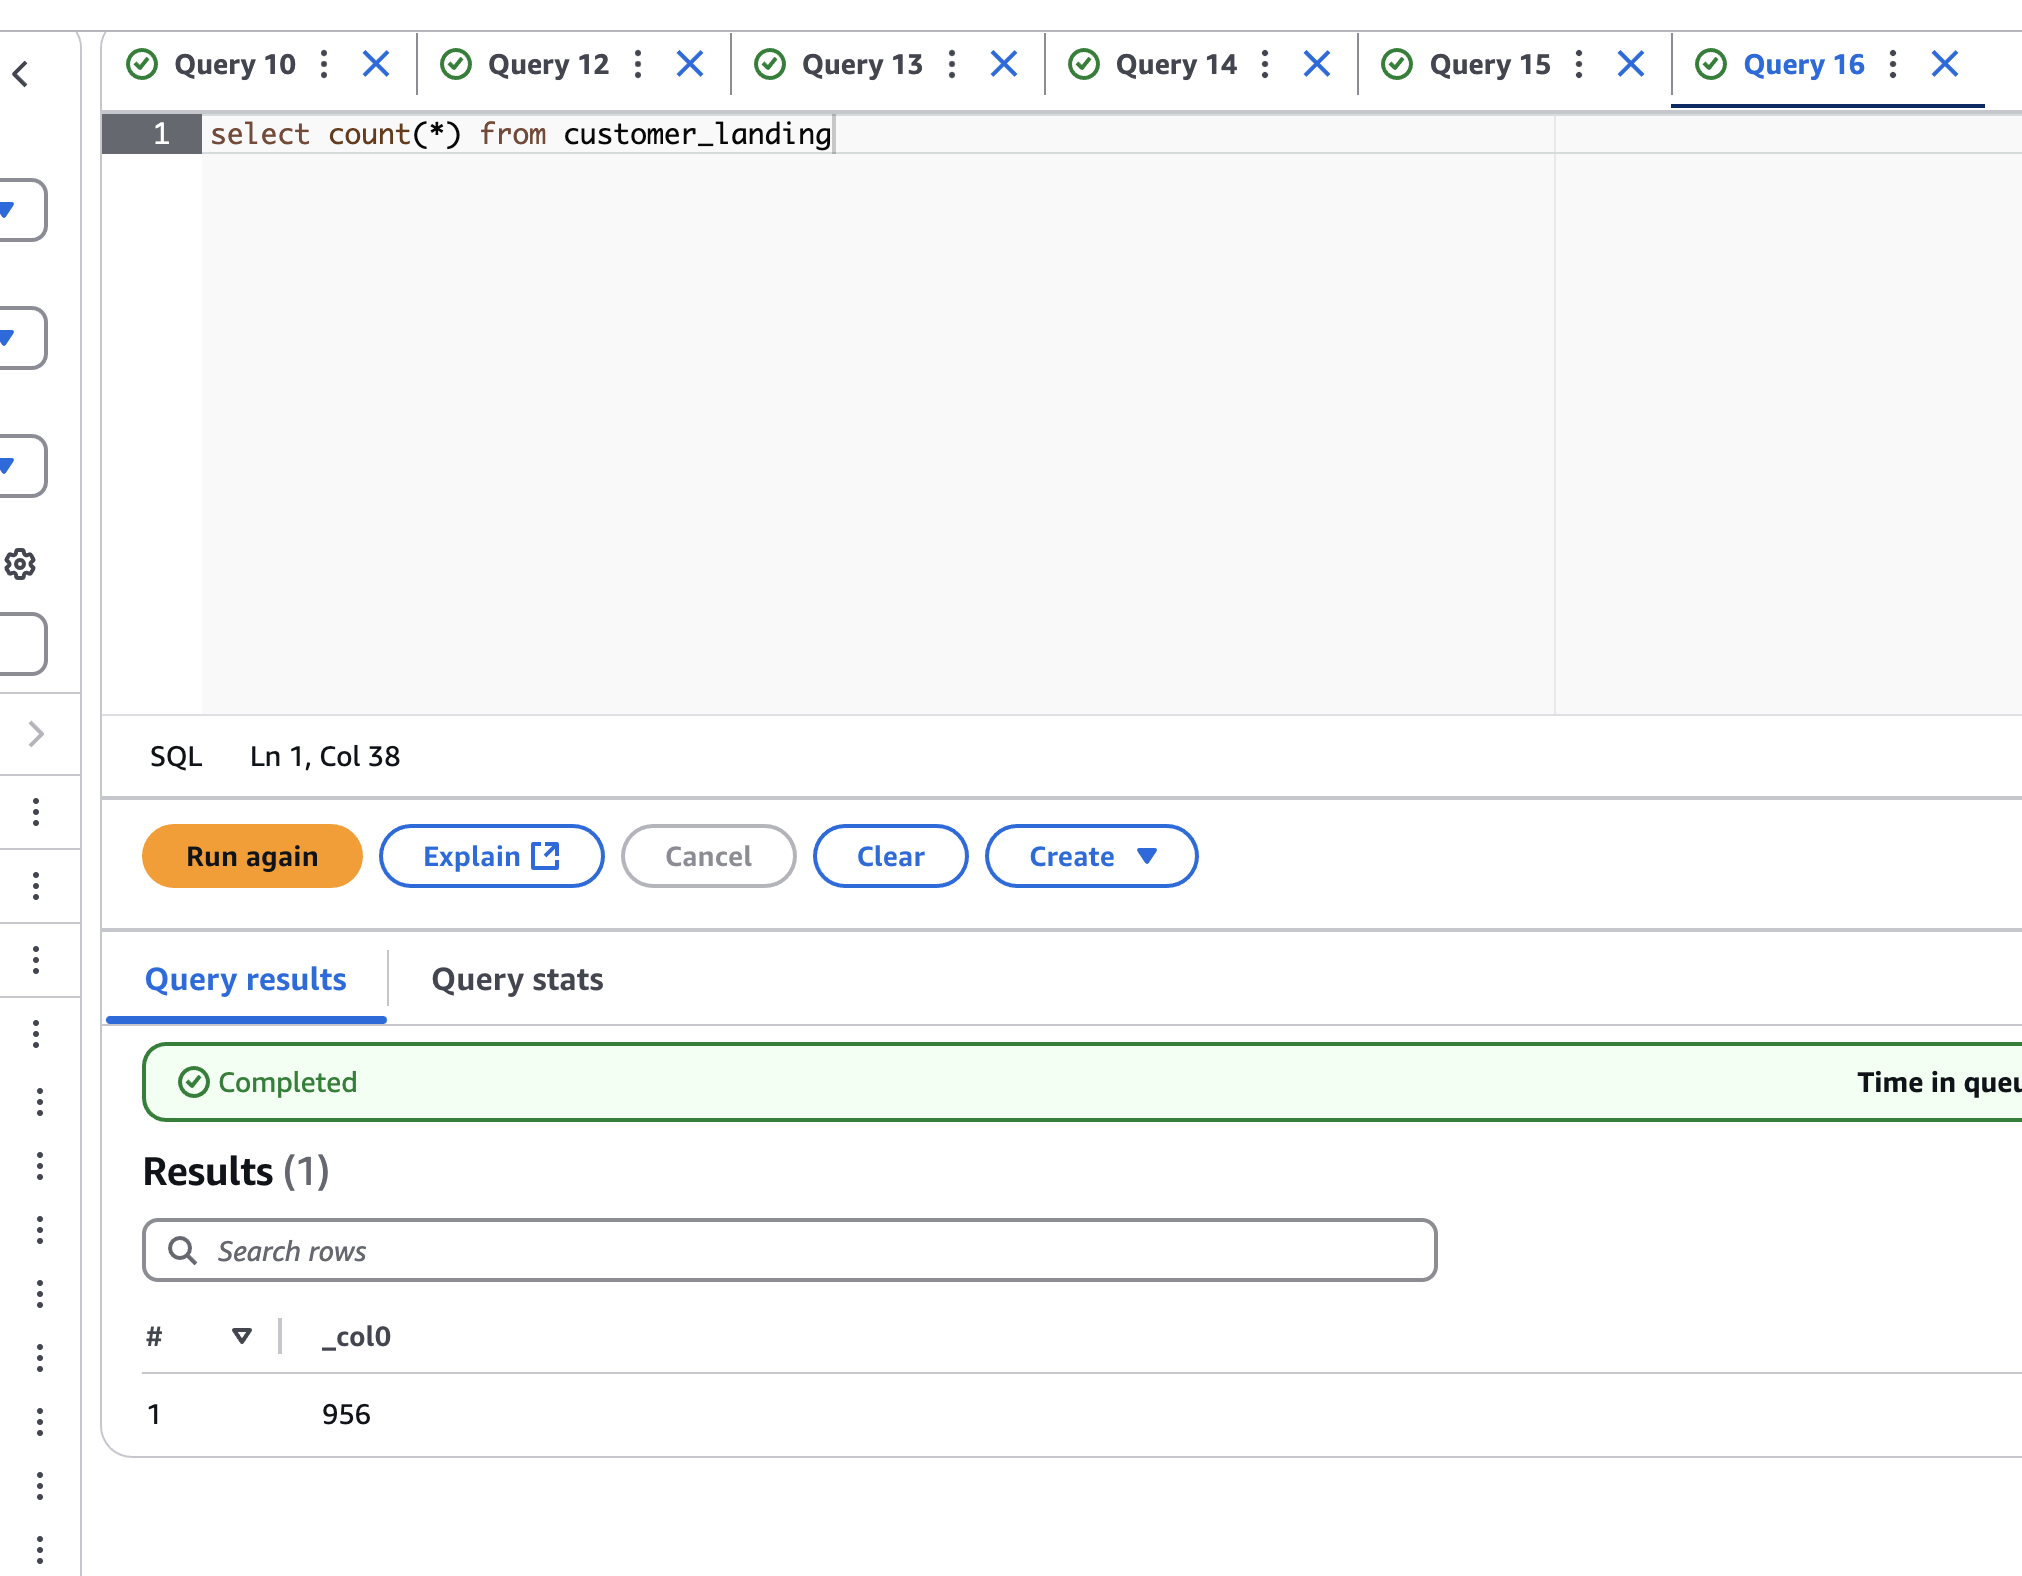 Query 10 Query 12 Query 13 Query 14 Query 15 Query 16
1 select count(*) from customer_landing
SQL Ln 1, Col 38
Run again Explain Cancel Clear Create
Query results Query stats
Completed Time in
Results (1)
Search rows
# _col0
1 956